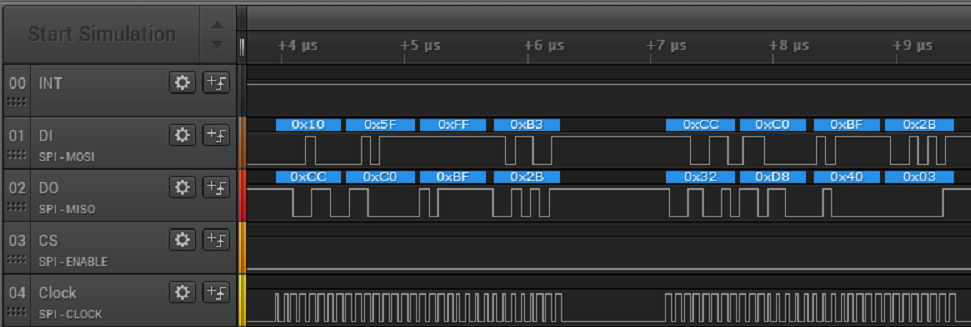 Start Simulation
+4 µs +5 µs +6 µs +7 µs +8 µs +9 µs
00 INT
01 DI
SPI - MOSI
0x10 0x5F 0xFF 0xB3 0xCC 0xC0 0xBF 0x2B
02 DO
SPI - MISO
0xCC 0xC0 0xBF 0x2B 0x32 0xD8 0x40 0x03
03 CS
SPI - ENABLE
04 Clock
SPI - CLOCK